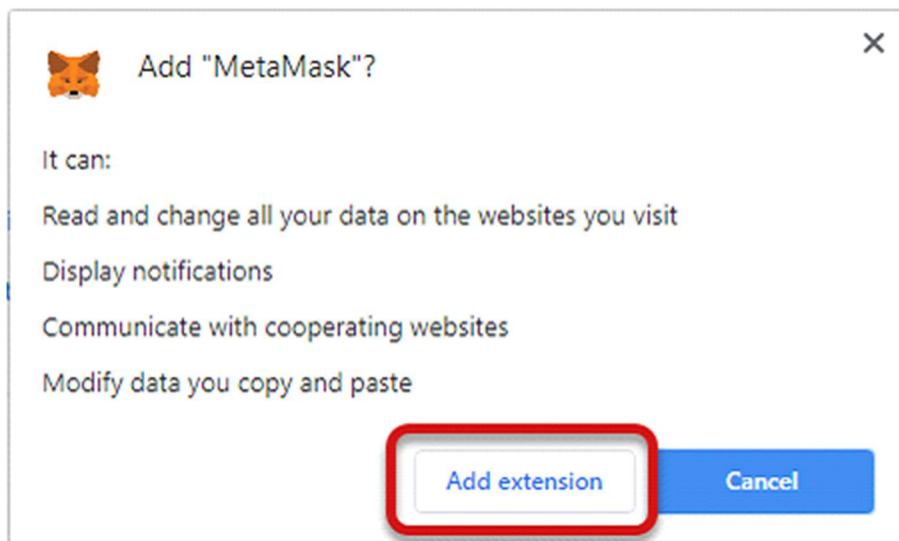 Add "MetaMask"?
It can:
Read and change all your data on the websites you visit
Display notifications
Communicate with cooperating websites
Modify data you copy and paste
Add extension
Cancel